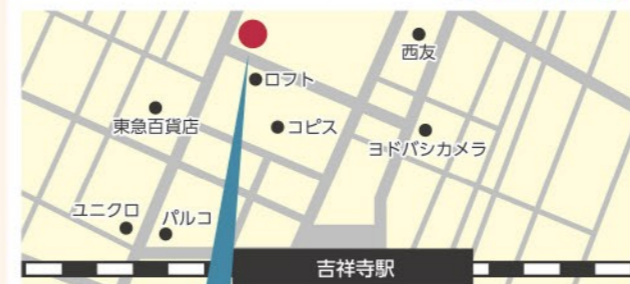 西友
ロフト
東急百貨店
コピス
ヨドバシカメラ
ユニクロ
パルコ
吉祥寺駅